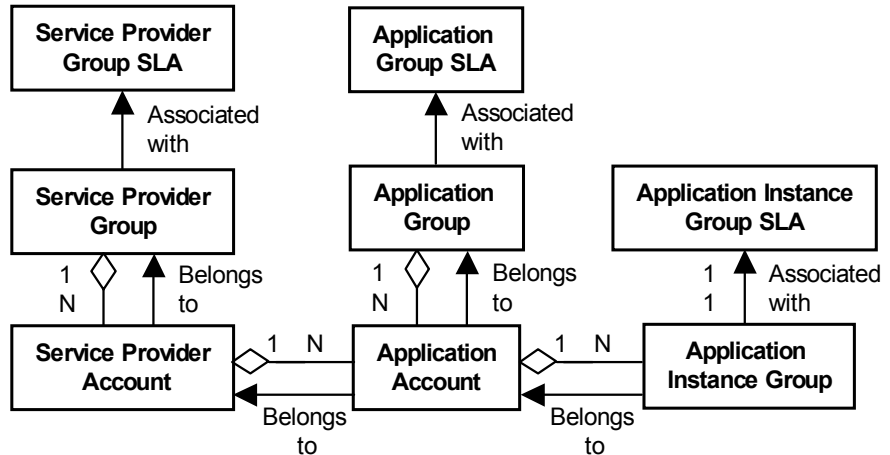 Service Provider
Group SLA
Application
Group SLA
Associated
with
Associated
with
Service Provider
Group
Application
Group
Application Instance
Group SLA
1
N
Belongs
to
1
N
Belongs
to
1
1
Associated
with
Service Provider
Account
1 N
Application
Account
1 N
Application
Instance Group
Belongs
to
Belongs
to